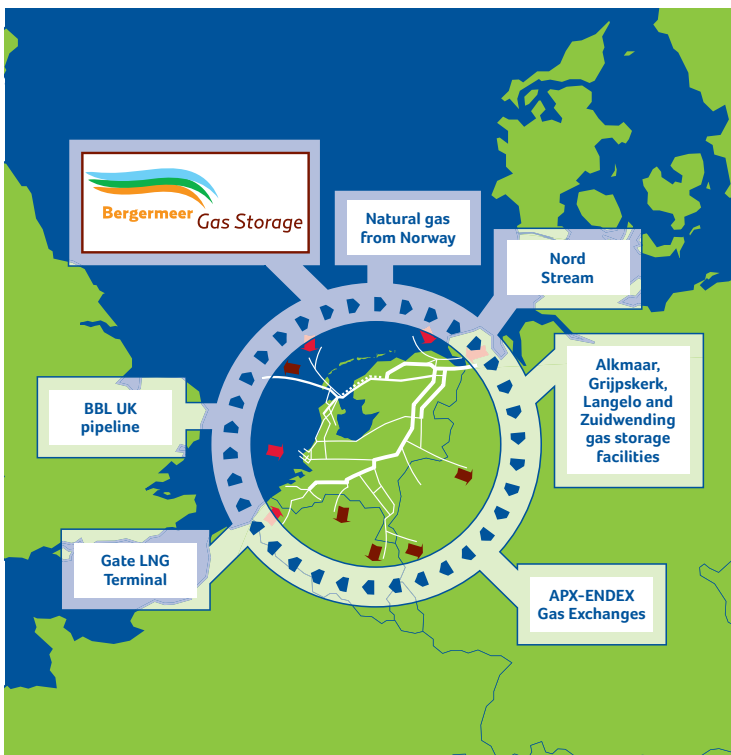 Bergermeer Gas Storage
Natural gas
from Norway
Nord
Stream
Alkmaar,
Grijpskerk,
Langelo and
Zuidwending
gas storage
facilities
BBL UK
pipeline
Gate LNG
Terminal
APX-ENDEX
Gas Exchanges